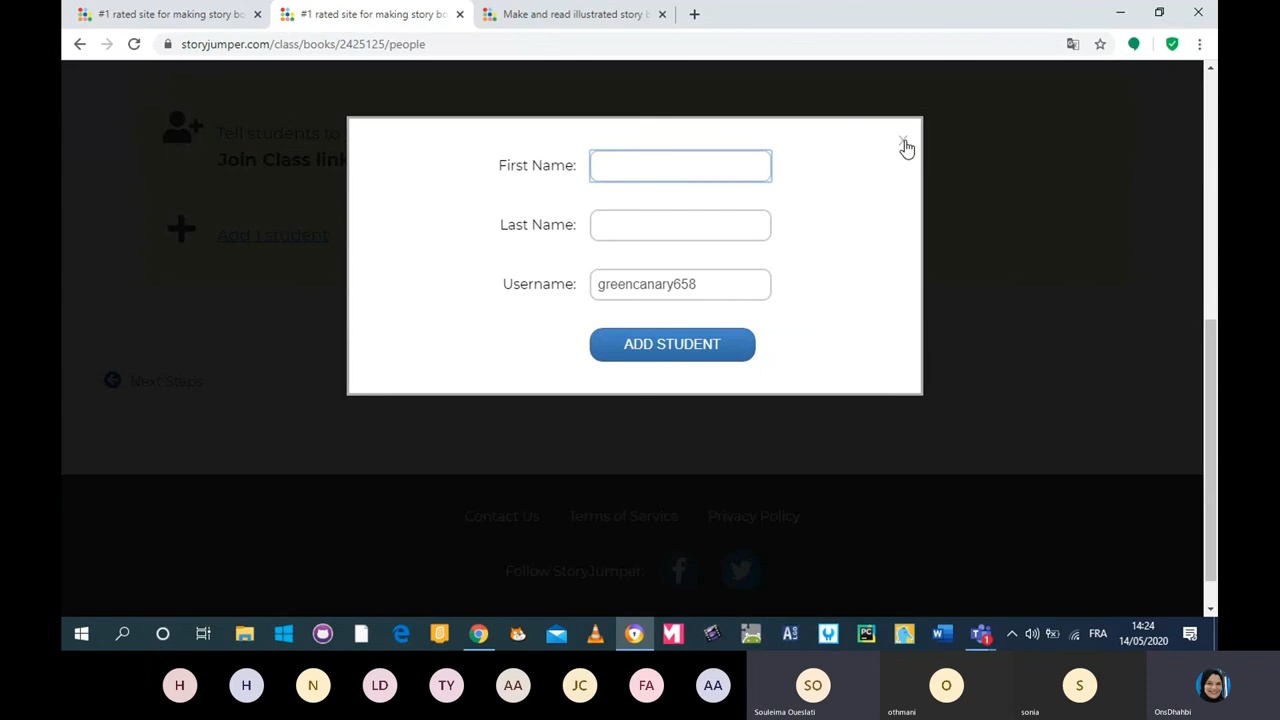 #1 rated site for making story bo
#1 rated site for making story bo
Make and read illustrated story b
storyjumper.com/class/books/2425125/people
Tell students to
Join Class link
Add 1 student
First Name:
Last Name:
Username: greencanary658
ADD STUDENT
Next Steps
Contact Us Terms of Service Privacy Policy
Follow StoryJumper:
FRA
14:24
14/05/2020
H H N LD TY AA JC FA AA SO O S
Souleima Oueslati othmani sonia OnsDhahbi